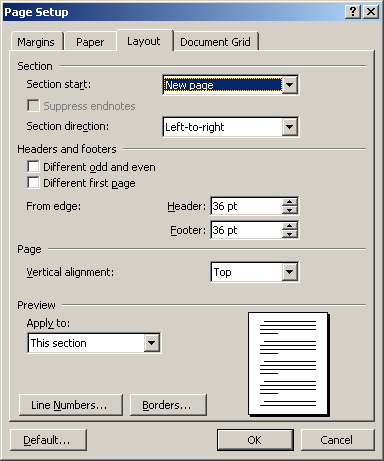 Page Setup
Margins Paper Layout Document Grid
Section
Section start: New page
Suppress endnotes
Section direction: Left-to-right
Headers and footers
Different odd and even
Different first page
From edge: Header: 36 pt
Footer: 36 pt
Page
Vertical alignment: Top
Preview
Apply to:
This section
Line Numbers... Borders...
Default... OK Cancel